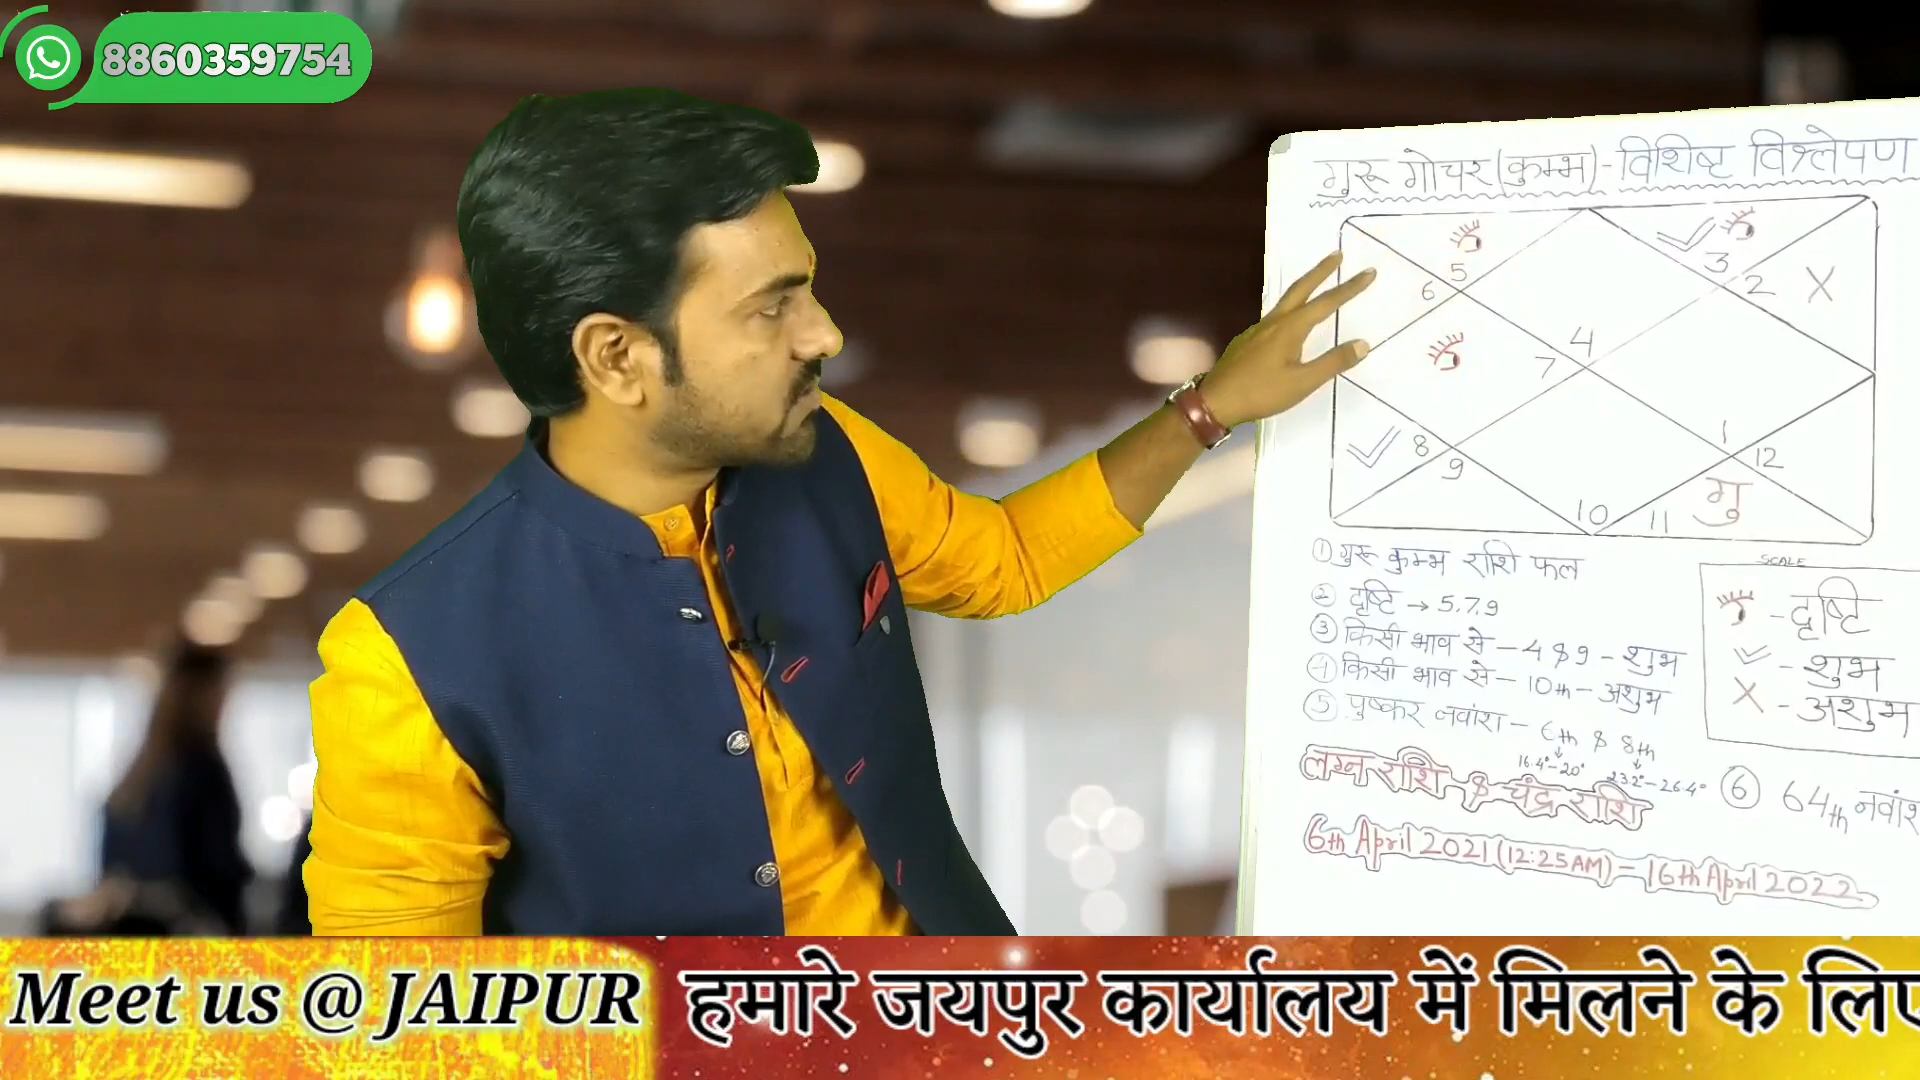 8860359754
गुरू गोचर (कुम्भ) - विशिष्ट विश्लेषण
5
3
6
2
X
4
7
8
1
9
12
गु
10
11
① गुरू कुम्भ राशि फल
② दृष्टि → 5.7.9
③ किसी भाव से - 4 $ 9 - शुभ
④ किसी भाव से - 10th - अशुभ
⑤ पुष्कर नवांश - 6th $ 8th
16.4° - 20° 23.2° - 26.4°
SCALE
- दृष्टि
✓ - शुभ
X - अशुभ
लग्न राशि $ चंद्र राशि
⑥ 64th नवांश
6th April 2021 (12:25AM) - 16th April 2022
Meet us @ JAIPUR हमारे जयपुर कार्यालय में मिलने के लिए